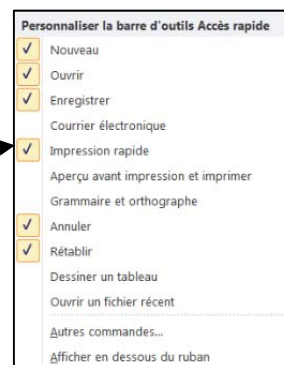 Personnaliser la barre d'outils Accès rapide
Nouveau
Ouvrir
Enregistrer
Courrier électronique
Impression rapide
Aperçu avant impression et imprimer
Grammaire et orthographe
Annuler
Rétablir
Dessiner un tableau
Ouvrir un fichier récent
Autres commandes...
Afficher en dessous du ruban